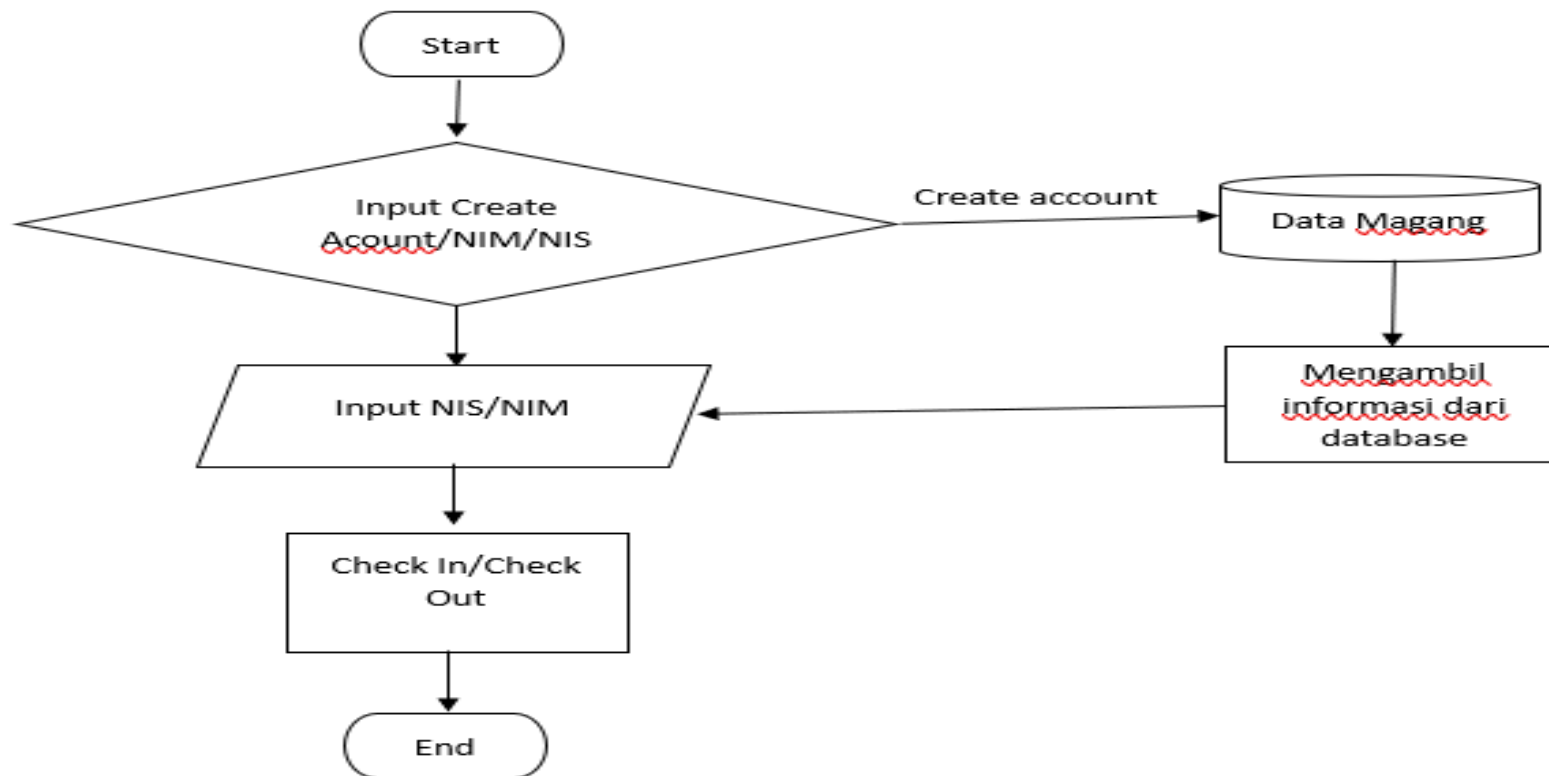 Start
Input Create
Acount/NIM/NIS
Create account
Data Magang
Mengambil
informasi dari
database
Input NIS/NIM
Check In/Check
Out
End